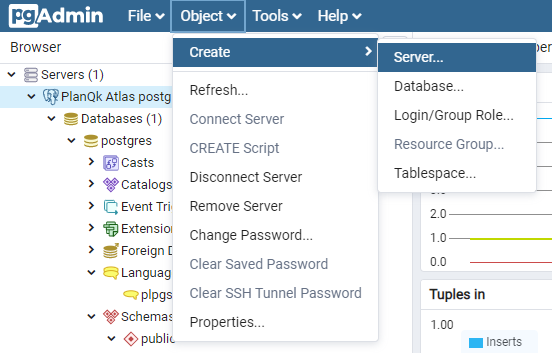 pgAdmin File Object Tools Help
Browser
Create
Server...
Database...
Login/Group Role...
Resource Group...
Tablespace...
Refresh...
Connect Server
CREATE Script
Disconnect Server
Remove Server
Change Password...
Clear Saved Password
Clear SSH Tunnel Password
Properties...
Servers (1)
PlanQk Atlas postg
Databases (1)
postgres
Casts
Catalogs
Event Trig
Extension
Foreign D
Languag
plpgs
Schemas
public
2.0
1.0
0.0
Tuples in
1.00
Inserts